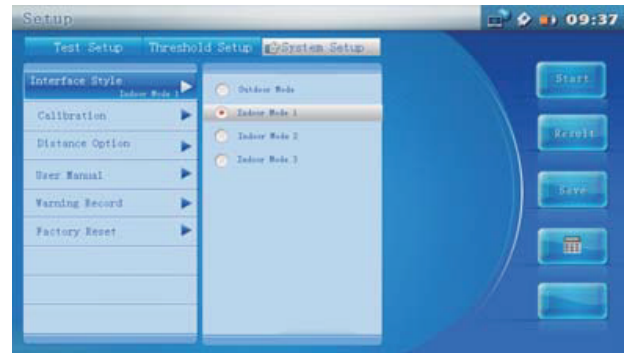 Setup
09:37
Test Setup
Threshold Setup
System Setup
Interface Style
Indoor Mode 1
Calibration
Distance Option
User Manual
Warning Record
Factory Reset
Outdoor Mode
Indoor Mode 1
Indoor Mode 2
Indoor Mode 3
Start
Result
Save